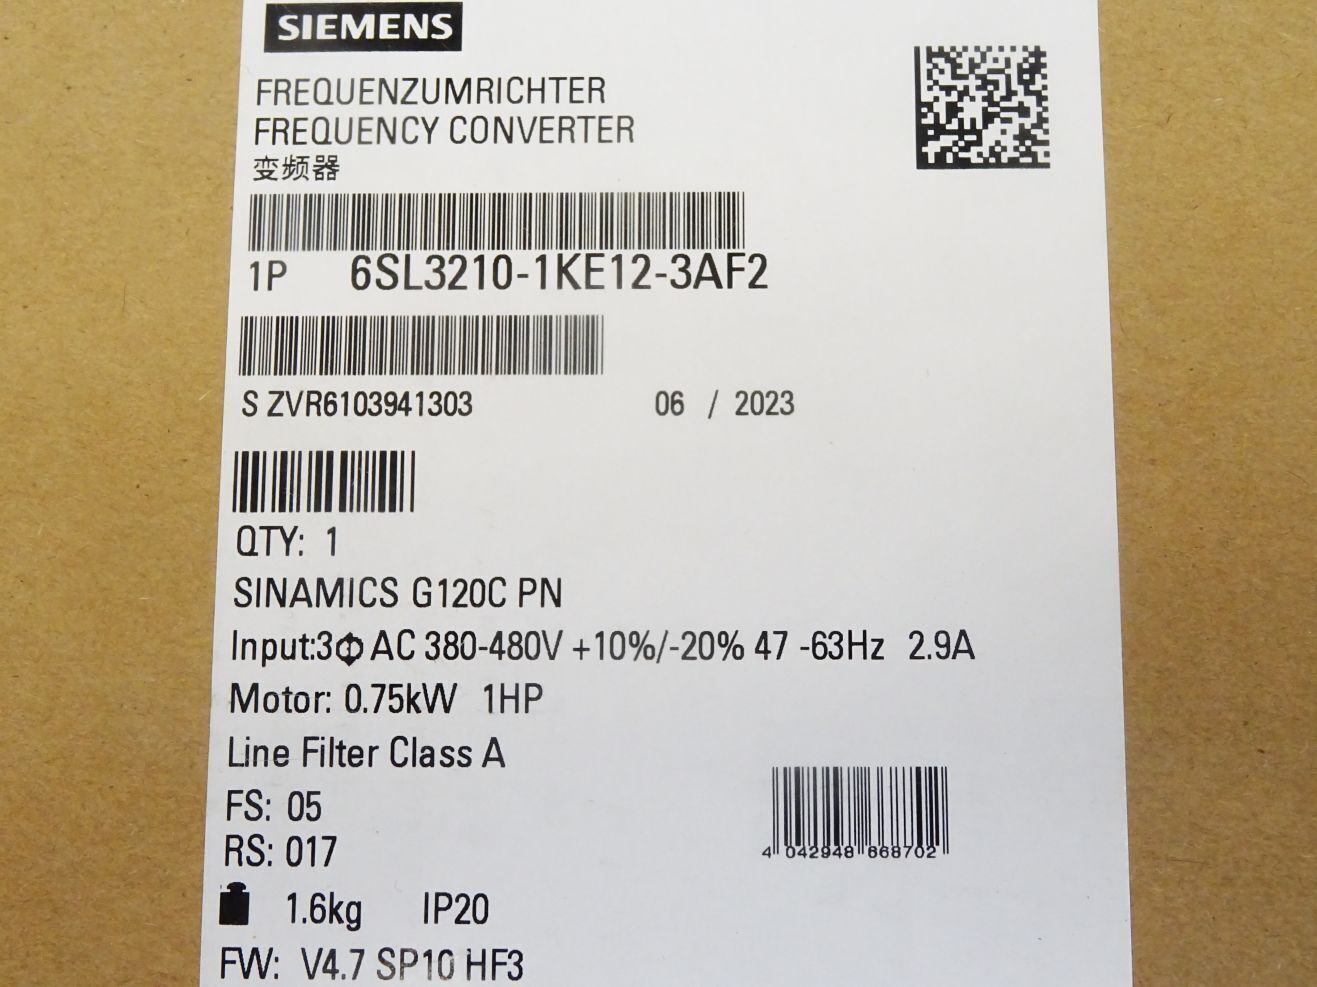 SIEMENS
FREQUENZUMRICHTER
FREQUENCY CONVERTER
变频器
1P 6SL3210-1KE12-3AF2
S ZVR6103941303 06 / 2023
QTY: 1
SINAMICS G120C PN
Input:3Φ AC 380-480V +10%/-20% 47 -63Hz 2.9A
Motor: 0.75kW 1HP
Line Filter Class A
FS: 05
RS: 017
4 042948 668702
1.6kg IP20
FW: V4.7 SP10 HF3